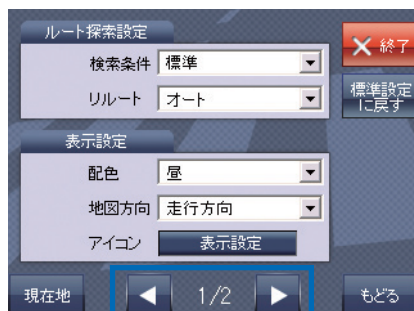 ルート探索設定
終了
検索条件 標準
標準設定
に戻す
リルート オート
表示設定
配色 昼
地図方向 走行方向
アイコン 表示設定
現在地 1/2 もどる